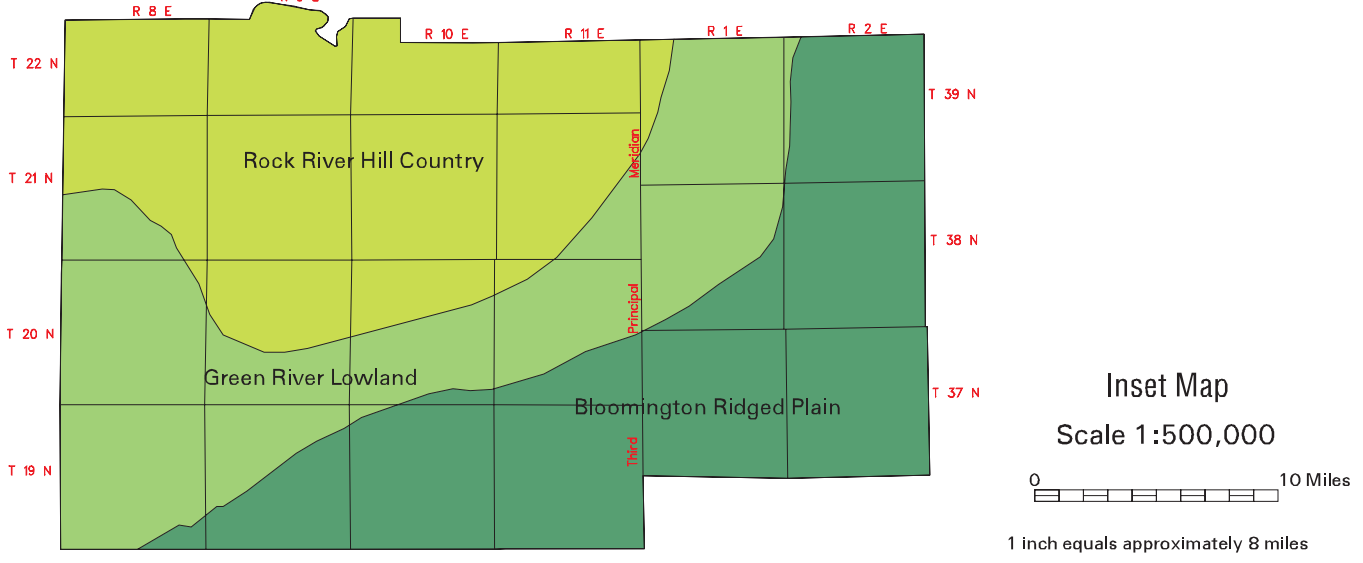 R 8 E
R 10 E
R 11 E
R 1 E
R 2 E
T 22 N
T 39 N
Rock River Hill Country
Meridian
T 21 N
T 38 N
Principal
T 20 N
Green River Lowland
Bloomington Ridged Plain
T 37 N
Third
T 19 N
Inset Map
Scale 1:500,000
0 10 Miles
1 inch equals approximately 8 miles